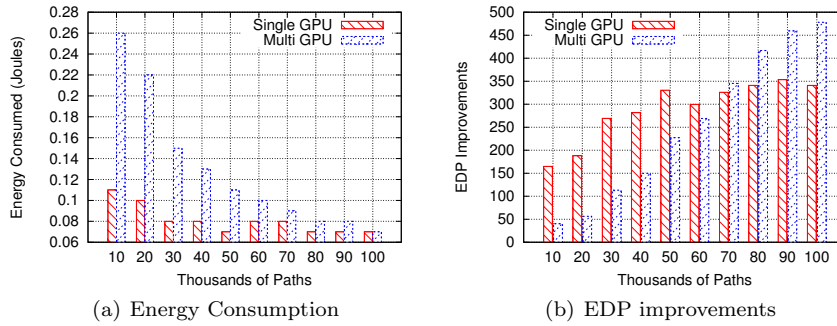 Single GPU
Multi GPU
0.28
0.26
0.24
0.22
0.2
0.18
0.16
0.14
0.12
0.1
0.08
0.06
Energy Consumed (Joules)
10 20 30 40 50 60 70 80 90 100
Thousands of Paths
(a) Energy Consumption
Single GPU
Multi GPU
500
450
400
350
300
250
200
150
100
50
0
EDP Improvements
10 20 30 40 50 60 70 80 90 100
Thousands of Paths
(b) EDP improvements